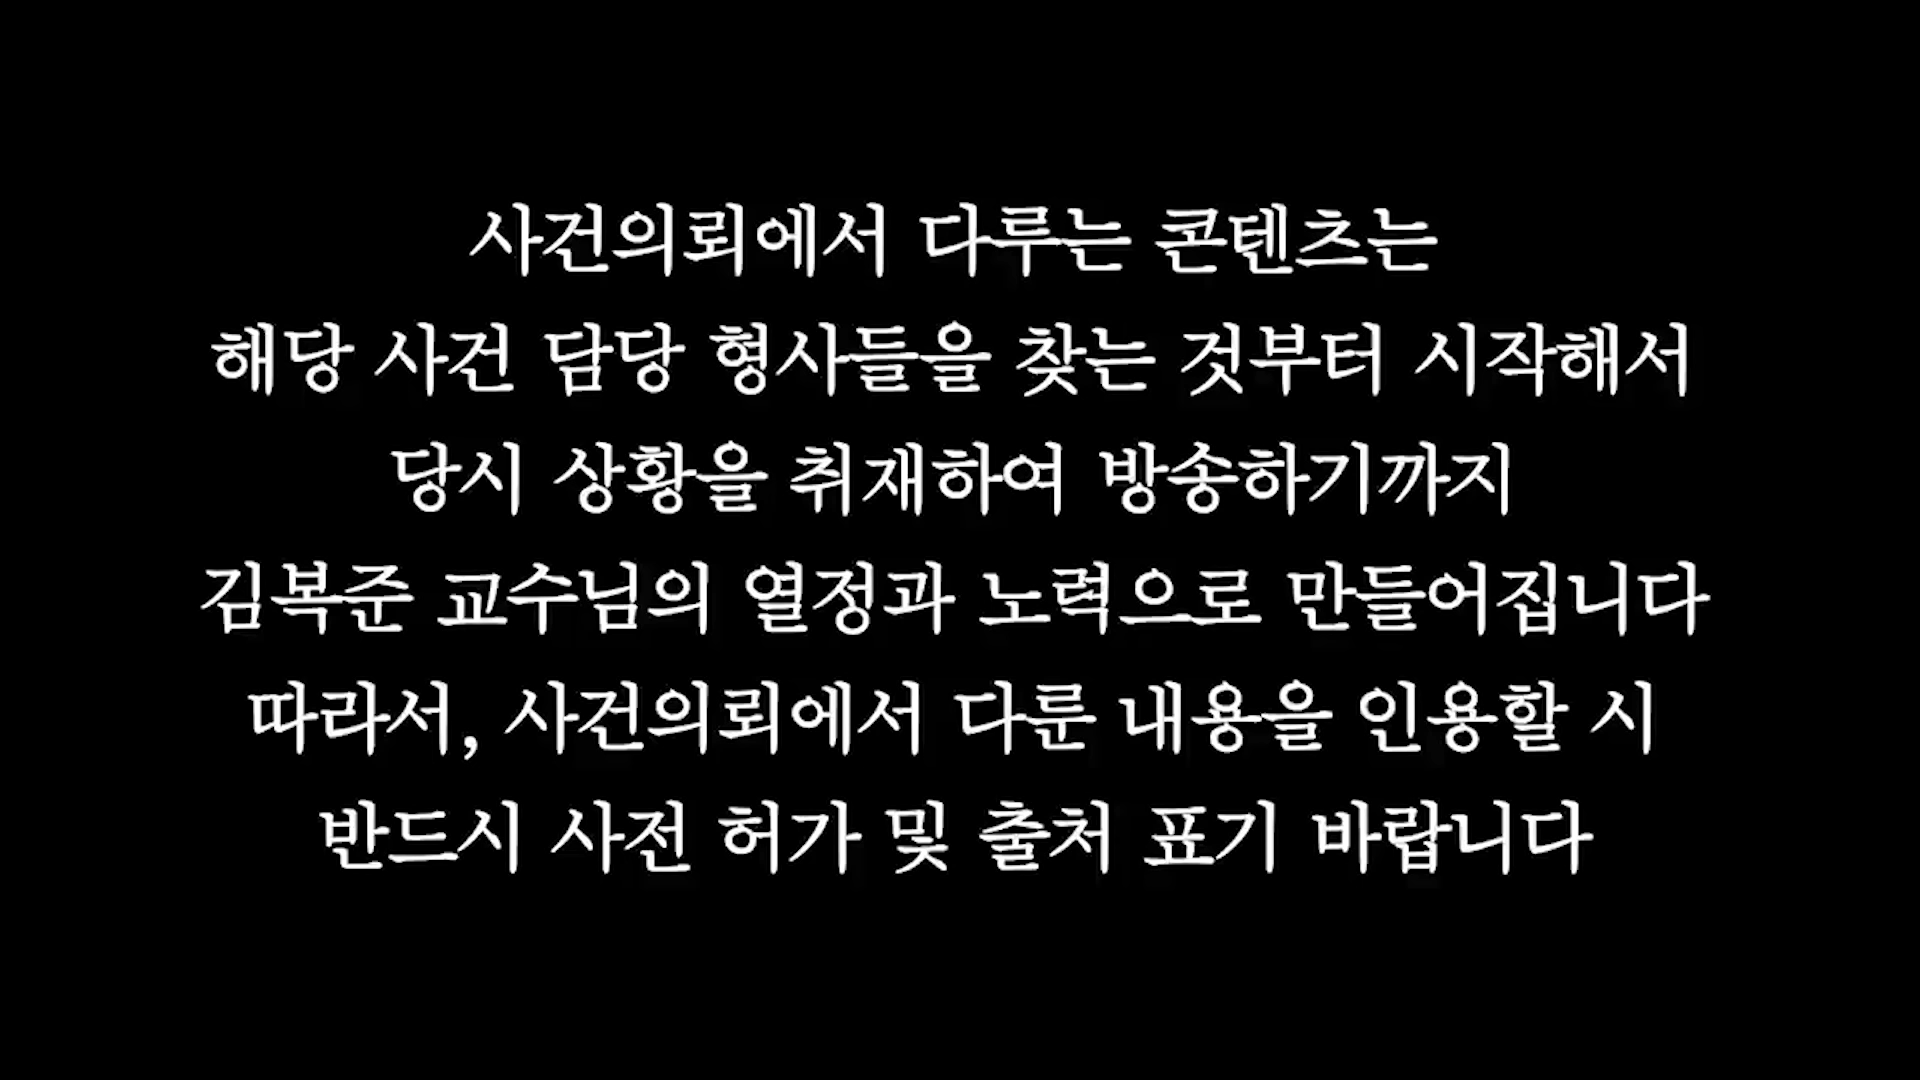 사건의뢰에서 다루는 콘텐츠는
해당 사건 담당 형사들을 찾는 것부터 시작해서
당시 상황을 취재하여 방송하기까지
김복준 교수님의 열정과 노력으로 만들어집니다
따라서, 사건의뢰에서 다룬 내용을 인용할 시
반드시 사전 허가 및 출처 표기 바랍니다